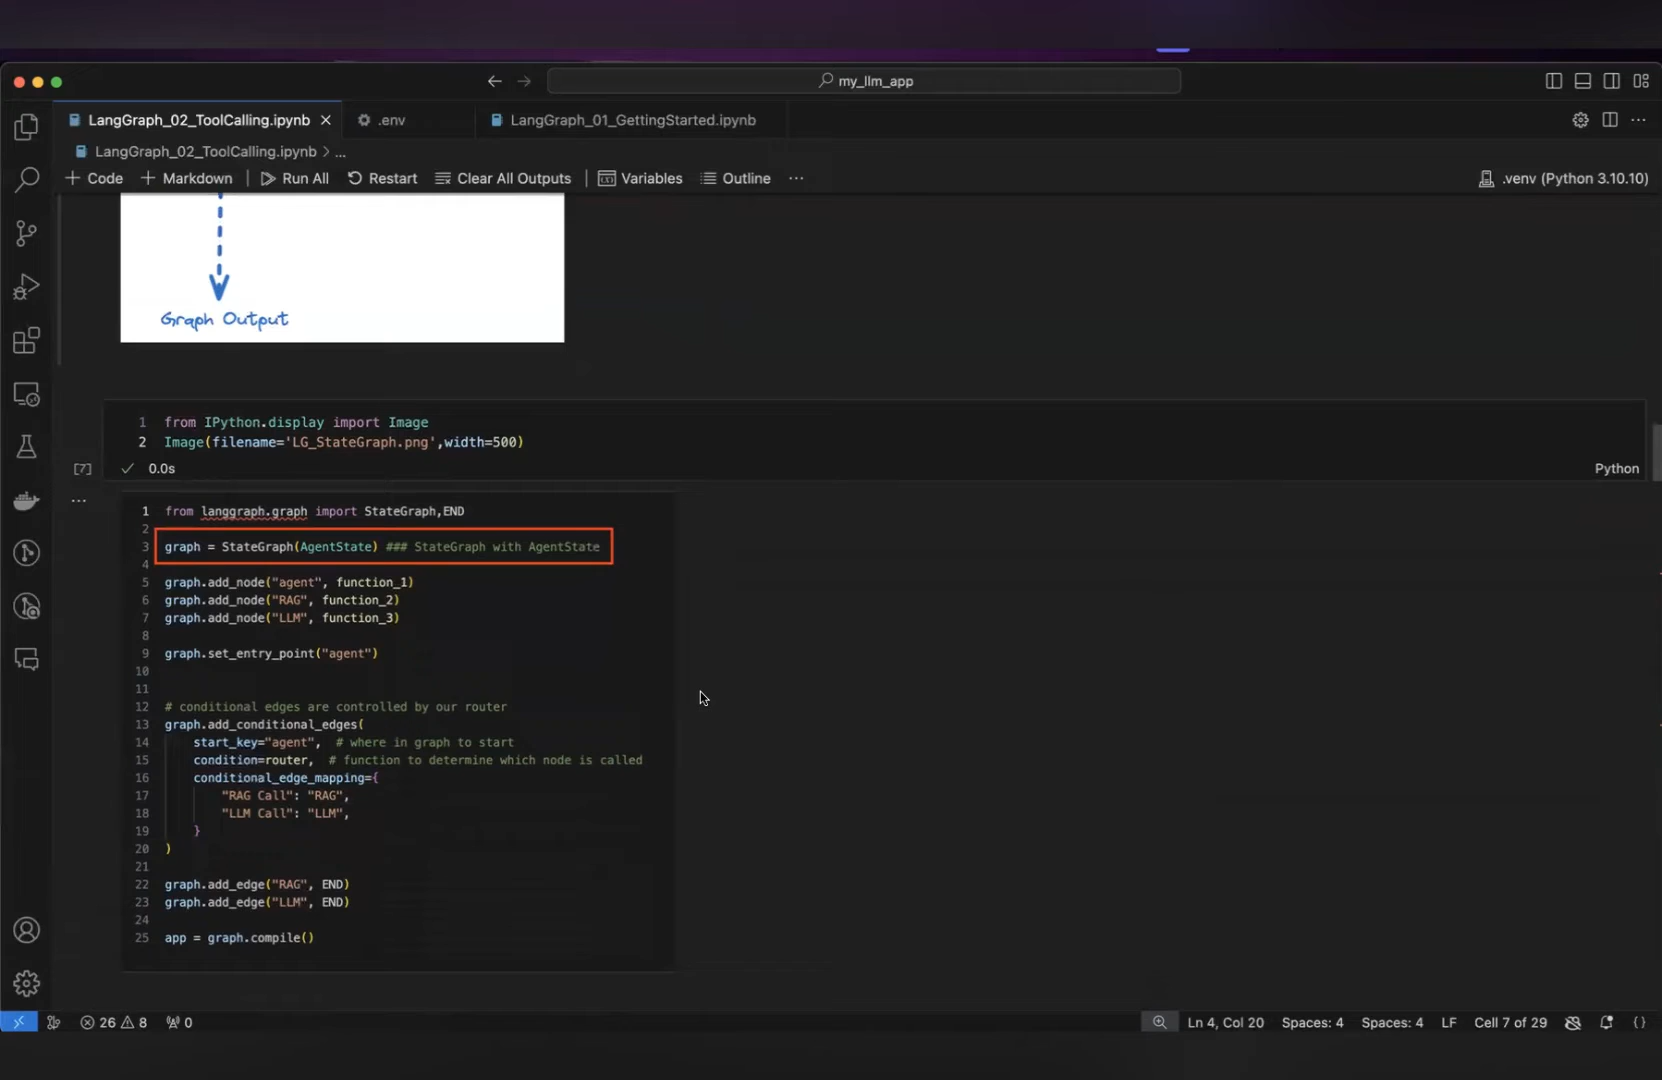 my_llm_app
LangGraph_02_ToolCalling.ipynb
.env
LangGraph_01_GettingStarted.ipynb
LangGraph_02_ToolCalling.ipynb > ...
+ Code + Markdown Run All Restart Clear All Outputs Variables Outline ...
.venv (Python 3.10.10)
Graph Output
1 from IPython.display import Image
2 Image(filename='LG_StateGraph.png',width=500)
[7] 0.0s
Python
...
1 from langgraph.graph import StateGraph,END
2
3 graph = StateGraph(AgentState) ### StateGraph with AgentState
4
5 graph.add_node("agent", function_1)
6 graph.add_node("RAG", function_2)
7 graph.add_node("LLM", function_3)
8
9 graph.set_entry_point("agent")
10
11
12 # conditional edges are controlled by our router
13 graph.add_conditional_edges(
14 start_key="agent", # where in graph to start
15 condition=router, # function to determine which node is called
16 conditional_edge_mapping={
17 "RAG Call": "RAG",
18 "LLM Call": "LLM",
19 }
20 )
21
22 graph.add_edge("RAG", END)
23 graph.add_edge("LLM", END)
24
25 app = graph.compile()
26 8 0
Ln 4, Col 20 Spaces: 4 Spaces: 4 LF Cell 7 of 29